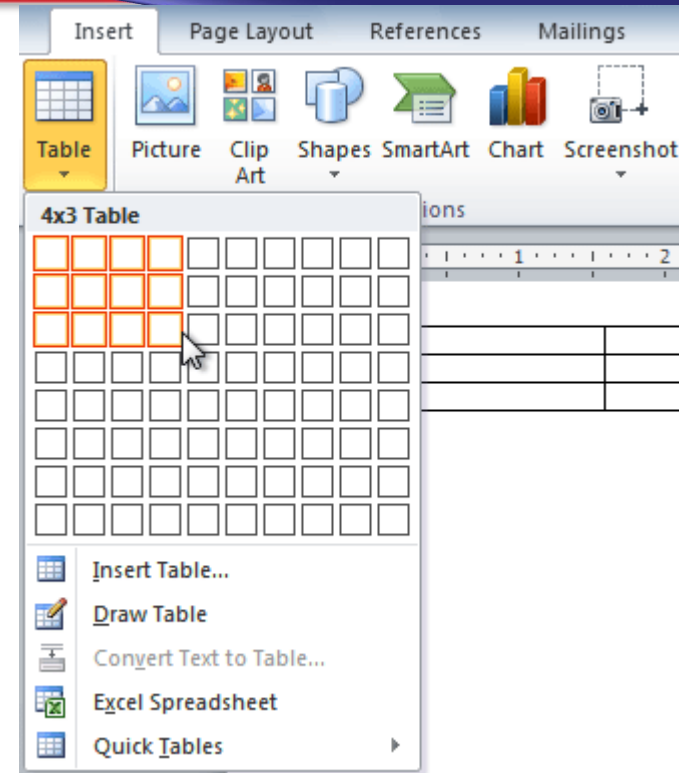 Insert Page Layout References Mailings
Table Picture Clip Art Shapes SmartArt Chart Screenshot
4x3 Table
ions
1 2
Insert Table...
Draw Table
Convert Text to Table...
Excel Spreadsheet
Quick Tables